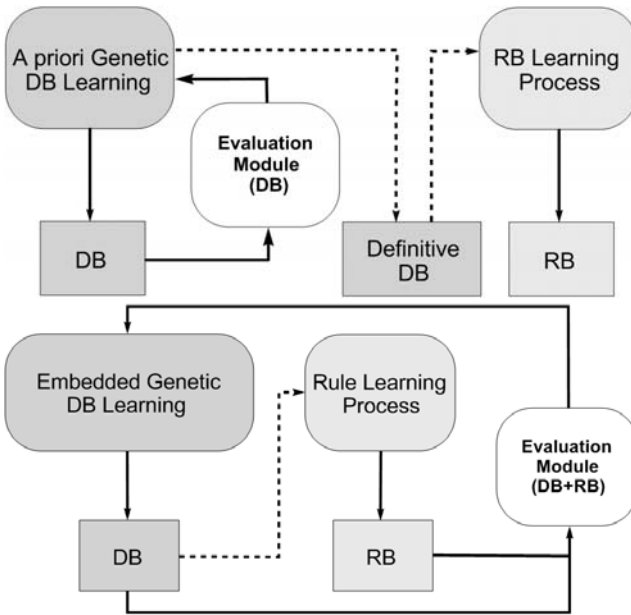 A priori Genetic
DB Learning
RB Learning
Process
Evaluation
Module
(DB)
DB
Definitive
DB
RB
Embedded Genetic
DB Learning
Rule Learning
Process
Evaluation
Module
(DB+RB)
DB
RB